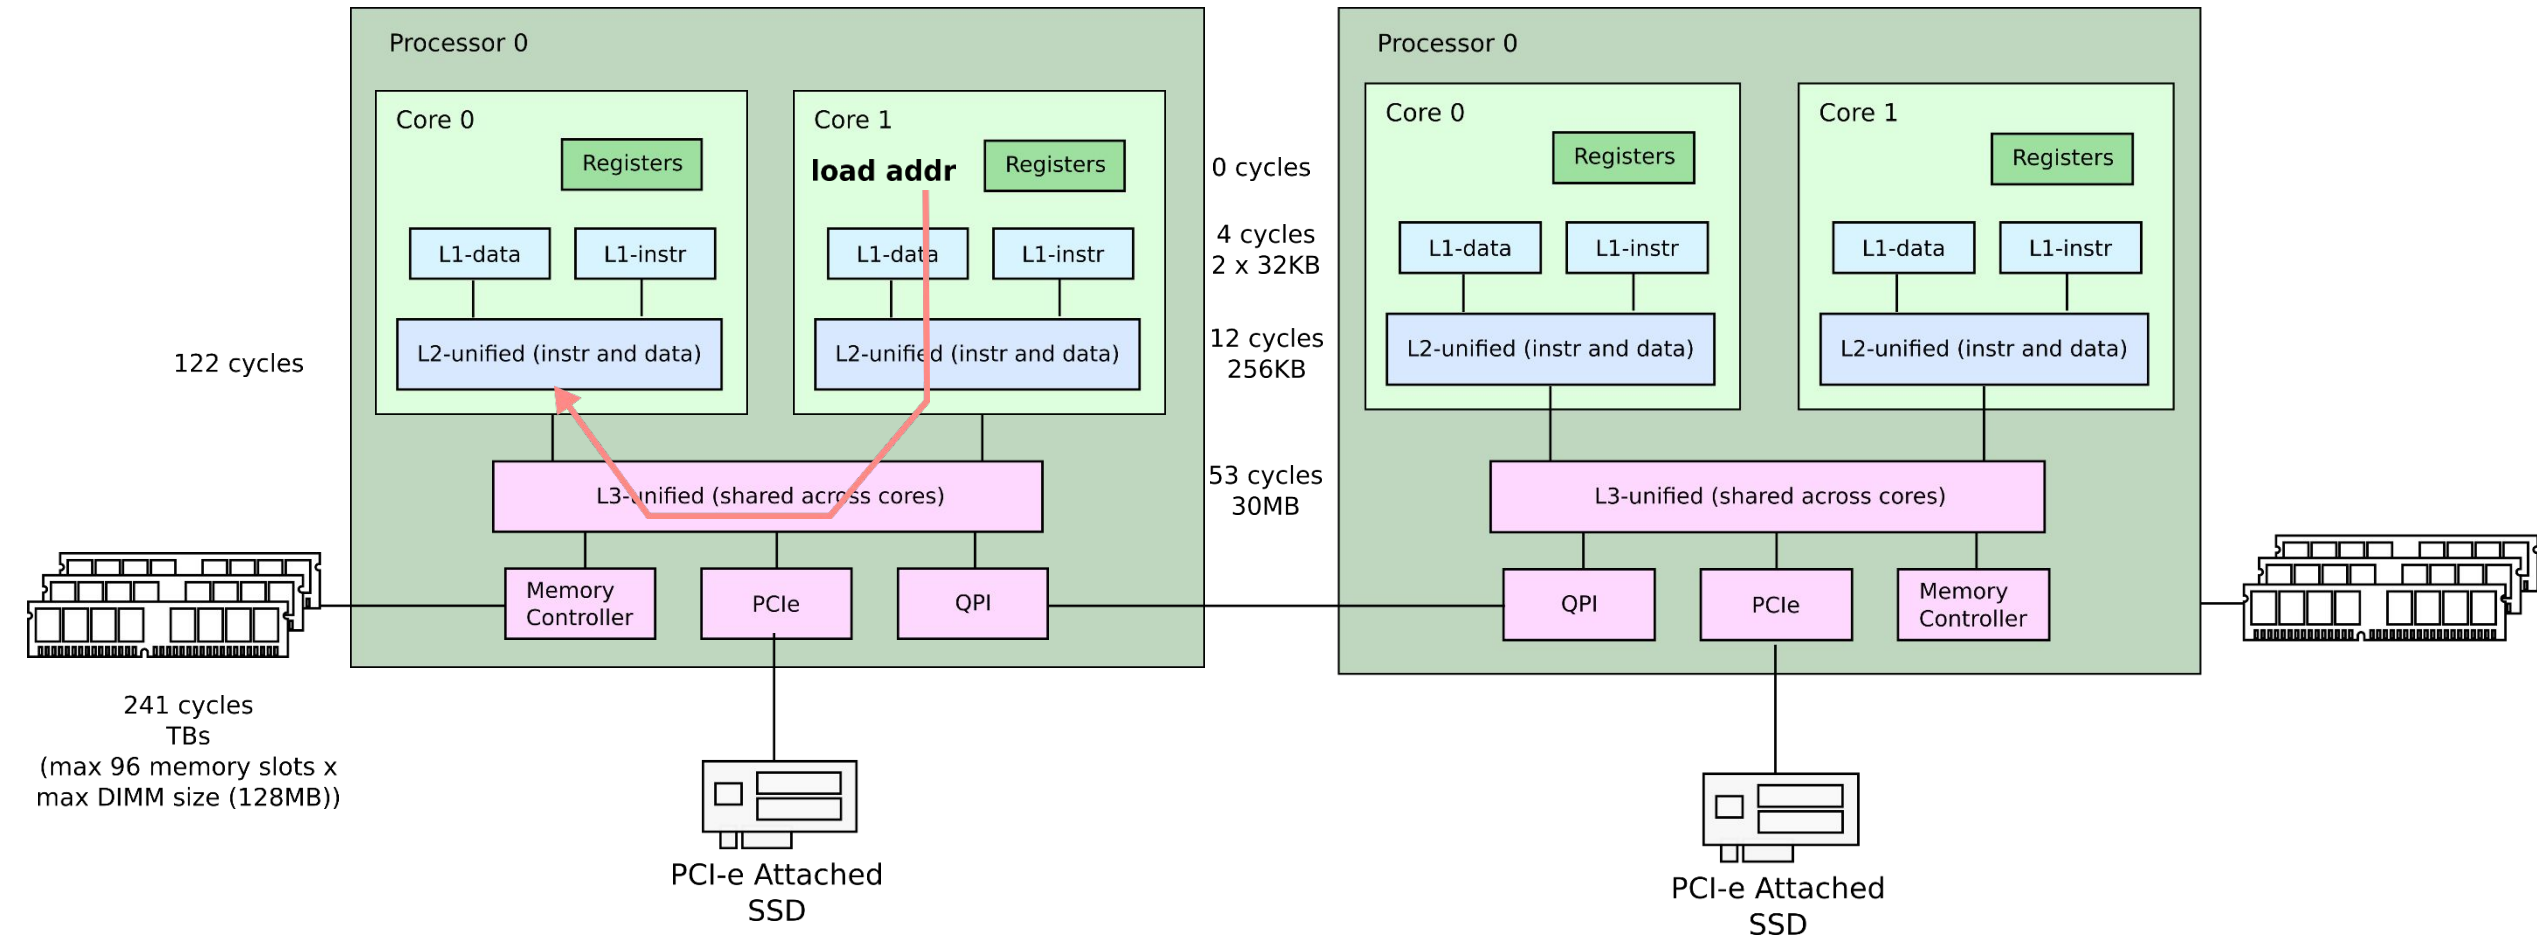 Processor 0
Core 0
Registers
L1-data
L1-instr
L2-unified (instr and data)
Core 1
load addr
Registers
L1-data
L1-instr
L2-unified (instr and data)
L3-unified (shared across cores)
Memory
Controller
PCIe
QPI
122 cycles
241 cycles
TBs
(max 96 memory slots x
max DIMM size (128MB))
PCI-e Attached
SSD
0 cycles
4 cycles
2 x 32KB
12 cycles
256KB
53 cycles
30MB
Processor 0
Core 0
Registers
L1-data
L1-instr
L2-unified (instr and data)
Core 1
Registers
L1-data
L1-instr
L2-unified (instr and data)
L3-unified (shared across cores)
QPI
PCIe
Memory
Controller
PCI-e Attached
SSD